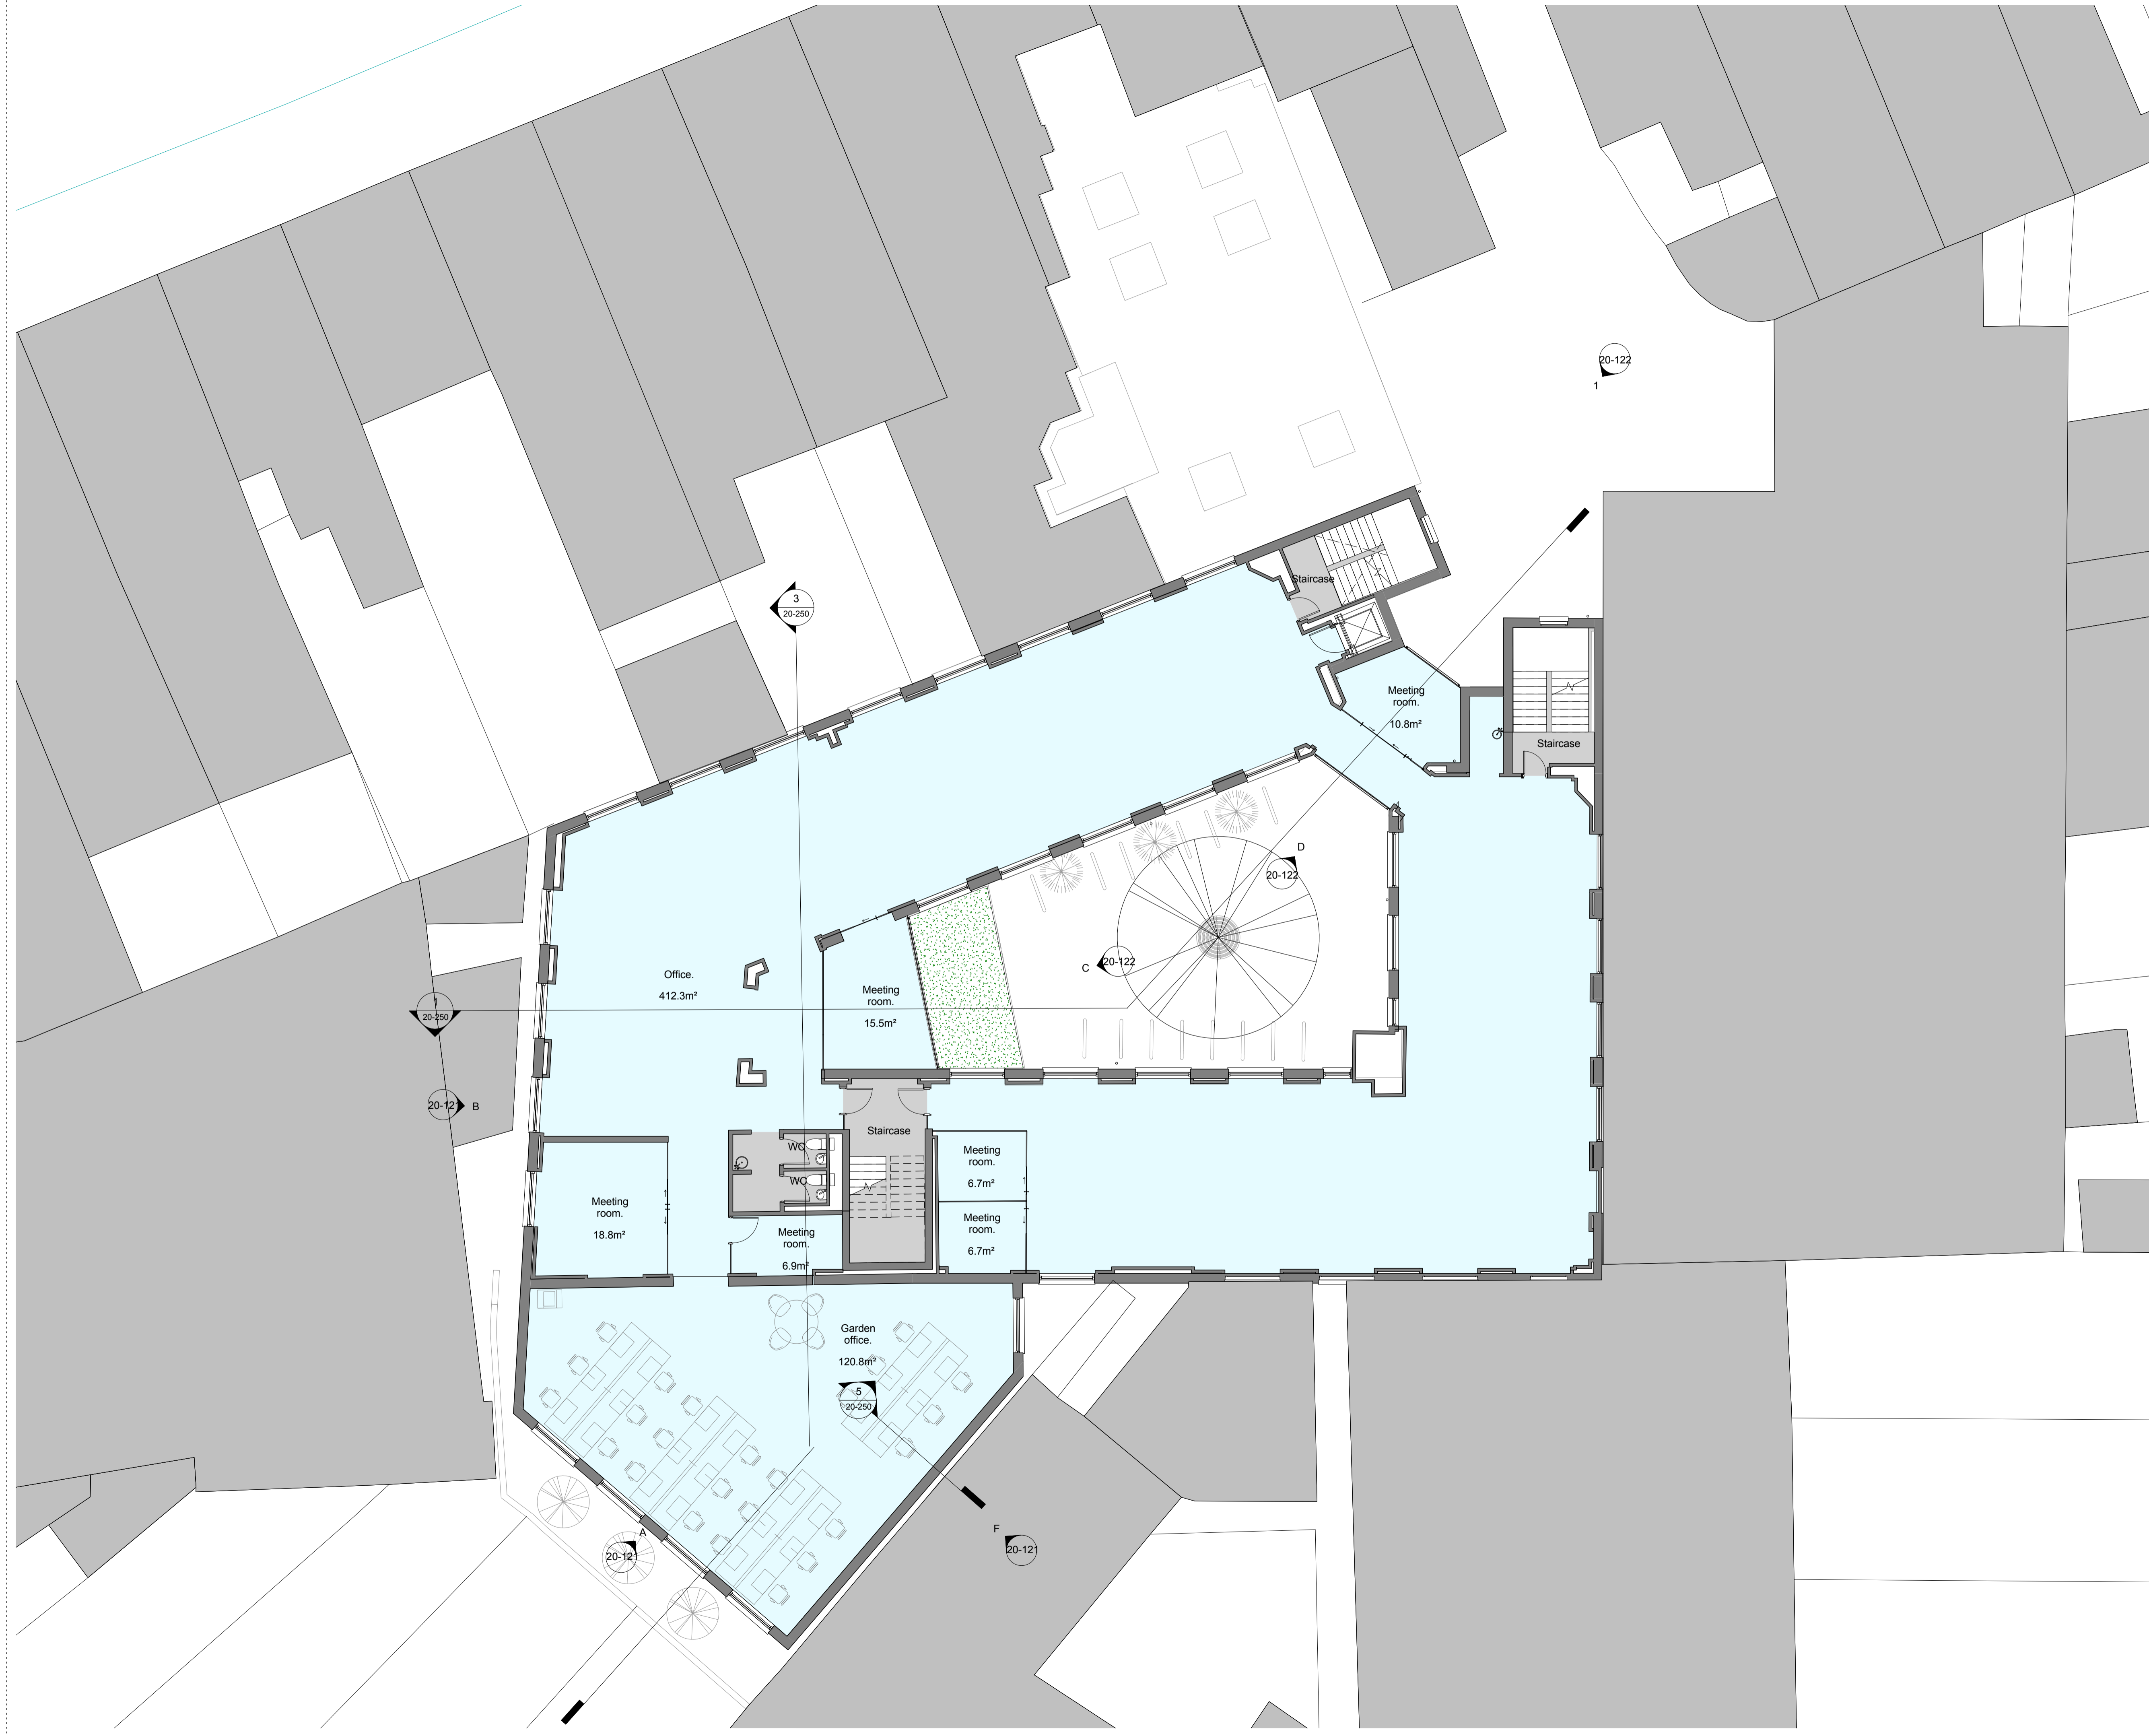 20-122
1
Staircase
3
20-250
Meeting
room.
10.8m²
Staircase
D
20-122
C
20-122
Office.
412.3m²
Meeting
room.
15.5m²
1
20-250
20-121
B
Staircase
WC
WC
Meeting
room.
6.7m²
Meeting
room.
6.7m²
Meeting
room.
18.8m²
Meeting
room.
6.9m²
Garden
office.
120.8m²
5
20-250
A
20-121
F
20-121